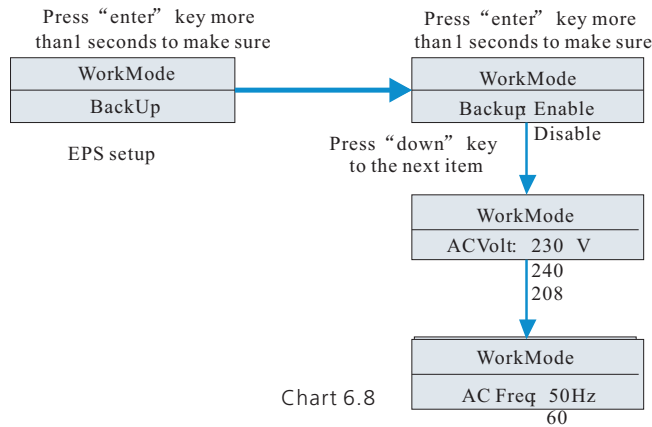 Press “enter” key more
than1 seconds to make sure
WorkMode
BackUp
EPS setup
Press “enter” key more
than1 seconds to make sure
WorkMode
Backup: Enable
Disable
Press “down” key
to the next item
WorkMode
ACVolt: 230 V
240
208
WorkMode
AC Freq: 50Hz
60
Chart 6.8